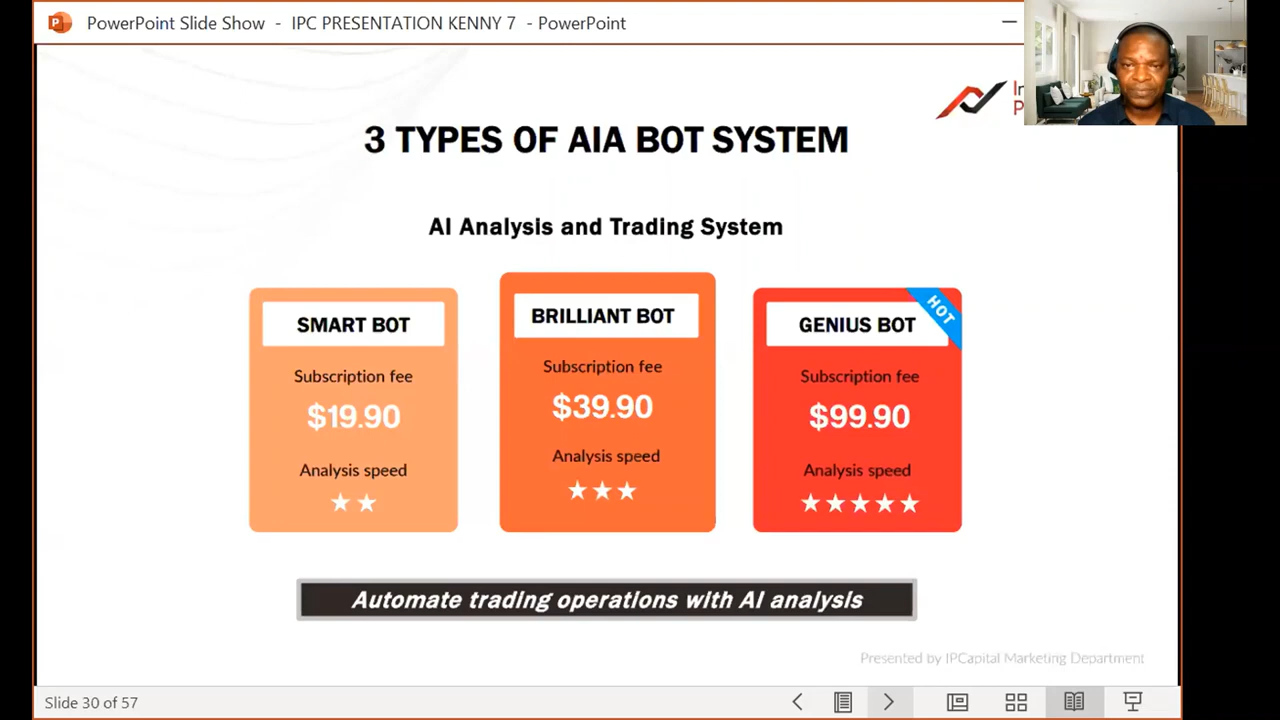 PowerPoint Slide Show - IPC PRESENTATION KENNY 7 - PowerPoint
3 TYPES OF AIA BOT SYSTEM
AI Analysis and Trading System
SMART BOT
Subscription fee
$19.90
Analysis speed
BRILLIANT BOT
Subscription fee
$39.90
Analysis speed
GENIUS BOT
HOT
Subscription fee
$99.90
Analysis speed
Automate trading operations with AI analysis
Presented by IPCapital Marketing Department
Slide 30 of 57